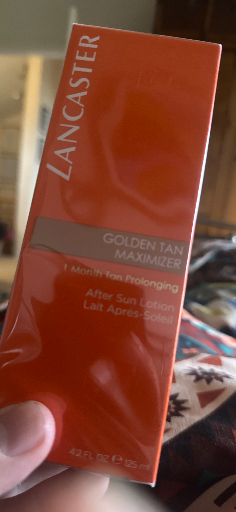 LANCASTER
GOLDEN TAN
MAXIMIZER
1 Month Tan Prolonging
After Sun Lotion
Lait Après-Soleil
4.2 FL. OZ ℮ 125 ml